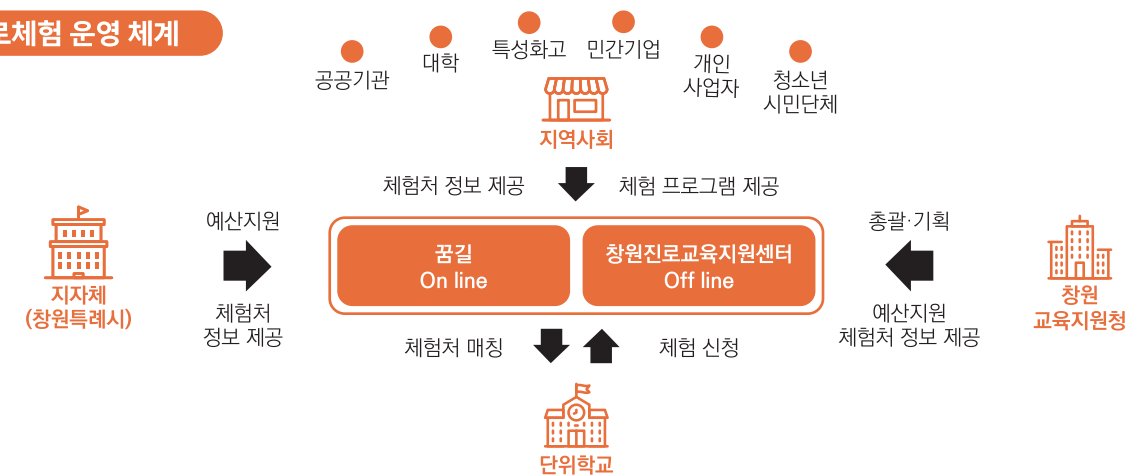 로체험 운영 체계
공공기관
대학
특성화고
민간기업
개인
사업자
청소년
시민단체
지역사회
체험처 정보 제공
체험 프로그램 제공
예산지원
체험처
정보 제공
지자체
(창원특례시)
꿈길
On line
창원진로교육지원센터
Off line
총괄·기획
예산지원
체험처 정보 제공
창원
교육지원청
체험처 매칭
체험 신청
단위학교